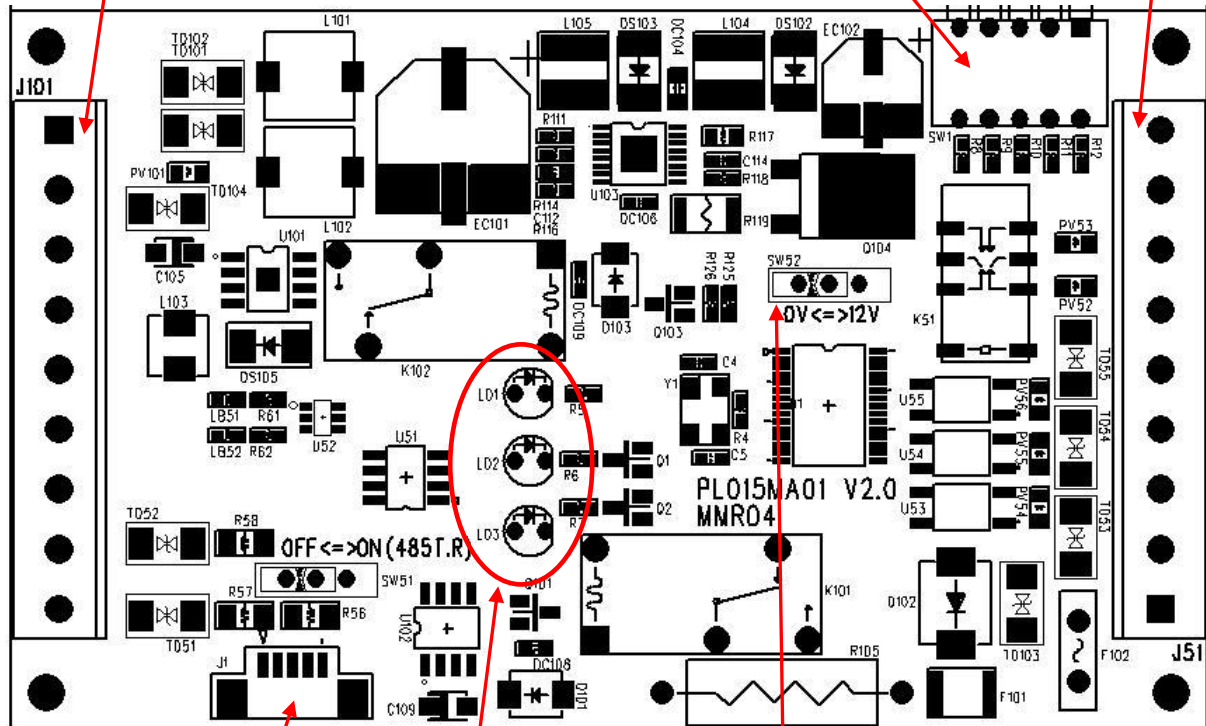 L101
L105
DS103
DC104
L104
DS102
EC102
TD102
TD101
J101
R111
R117
SW1
R8
R9
R10
R11
R12
PV101
TD104
U103
C114
R118
R114
C112
R116
DC106
R119
L102
EC101
Q104
PV53
U101
C105
SW52
R126
R125
L103
DC109
D103
Q103
0V<=>12V
PV52
K51
DS105
K102
C4
TD55
LD1
R5
Y1
U55
PV56
LB51
R61
U52
R4
TD54
LB52
R62
U51
LD2
R6
Q1
C5
U54
PV55
PL015MA01 V2.0
MMR04
TD52
R58
LD3
R7
Q2
U53
PV54
TD53
OFF<=>ON(485T.R)
SW51
Q101
K101
D102
R57
R56
U102
TD51
J1
DC108
R105
TD103
F102
J51
C109
D101
F101